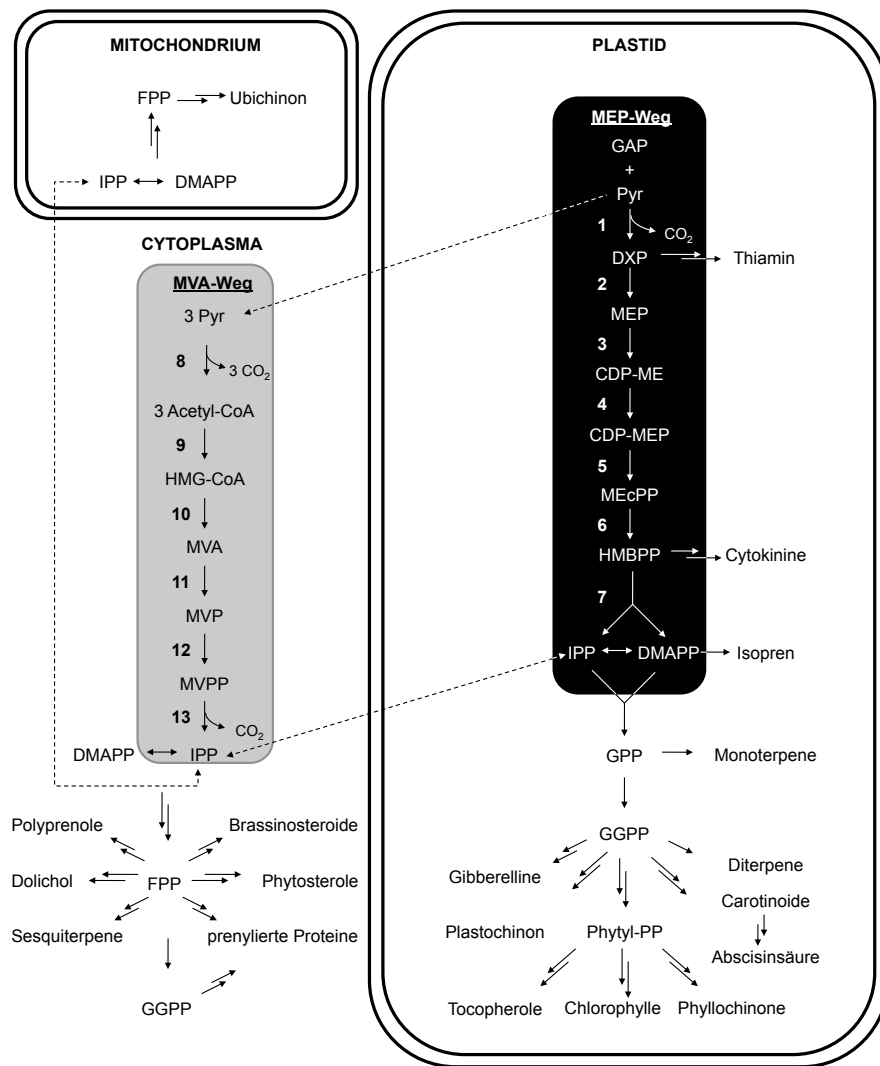 MITOCHONDRIUM
FPP
Ubichinon
IPP
DMAPP
CYTOPLASMA
MVA-Weg
3 Pyr
8
3 CO₂
3 Acetyl-CoA
9
HMG-CoA
10
MVA
11
MVP
12
MVPP
13
CO₂
DMAPP
IPP
Polyprenole
Brassinosteroide
Dolichol
FPP
Phytosterole
Sesquiterpene
prenylierte Proteine
GGPP
PLASTID
MEP-Weg
GAP
+
Pyr
1
CO₂
DXP
Thiamin
2
MEP
3
CDP-ME
4
CDP-MEP
5
MEcPP
6
HMBPP
Cytokinine
7
IPP
DMAPP
Isopren
GPP
Monoterpene
GGPP
Gibberelline
Diterpene
Carotinoide
Plastochinon
Phytyl-PP
Abscisinsäure
Tocopherole
Chlorophylle
Phyllochinone